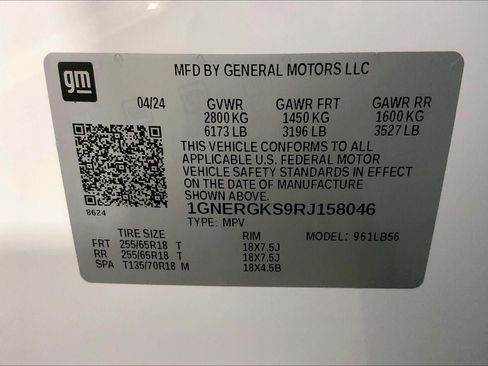 gm
MFD BY GENERAL MOTORS LLC
04/24 GVWR GAWR FRT GAWR RR
2800 KG 1450 KG 1600 KG
6173 LB 3196 LB 3527 LB
THIS VEHICLE CONFORMS TO ALL
APPLICABLE U.S. FEDERAL MOTOR
VEHICLE SAFETY STANDARDS IN EFFECT
ON THE DATE OF MANUFACTURE
SHOWN ABOVE.
1GNERGKS9RJ158046
8624
TYPE: MPV
TIRE SIZE RIM MODEL: 961LB56
FRT 255/65R18 T 18X7.5J
RR 255/65R18 T 18X7.5J
SPA T135/70R18 M 18X4.5B